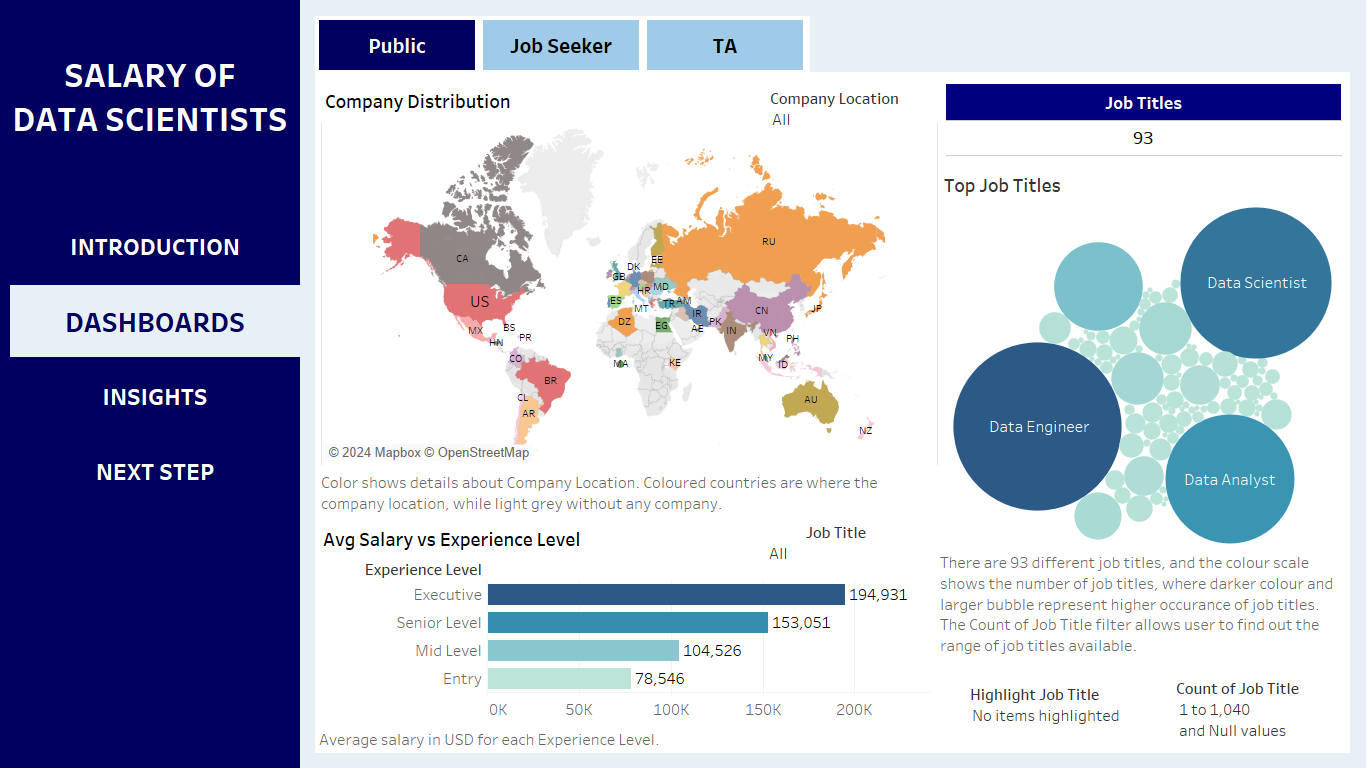 SALARY OF
DATA SCIENTISTS
INTRODUCTION
DASHBOARDS
INSIGHTS
NEXT STEP
Public
Job Seeker
TA
Company Distribution
Company Location
All
CA
US
MX
BS
HN
PR
CO
BR
CL
AR
RU
DK
EE
GB
HR
MD
ES
MT
TR
AM
DZ
EG
IR
AE
PK
IN
CN
JP
VN
PH
MY
ID
MA
KE
AU
NZ
© 2024 Mapbox © OpenStreetMap
Color shows details about Company Location. Coloured countries are where the
company location, while light grey without any company.
Avg Salary vs Experience Level
Job Title
All
Experience Level
Executive 194,931
Senior Level 153,051
Mid Level 104,526
Entry 78,546
0K 50K 100K 150K 200K
Average salary in USD for each Experience Level.
Job Titles
93
Top Job Titles
Data Scientist
Data Engineer
Data Analyst
There are 93 different job titles, and the colour scale
shows the number of job titles, where darker colour and
larger bubble represent higher occurance of job titles.
The Count of Job Title filter allows user to find out the
range of job titles available.
Highlight Job Title
No items highlighted
Count of Job Title
1 to 1,040
and Null values